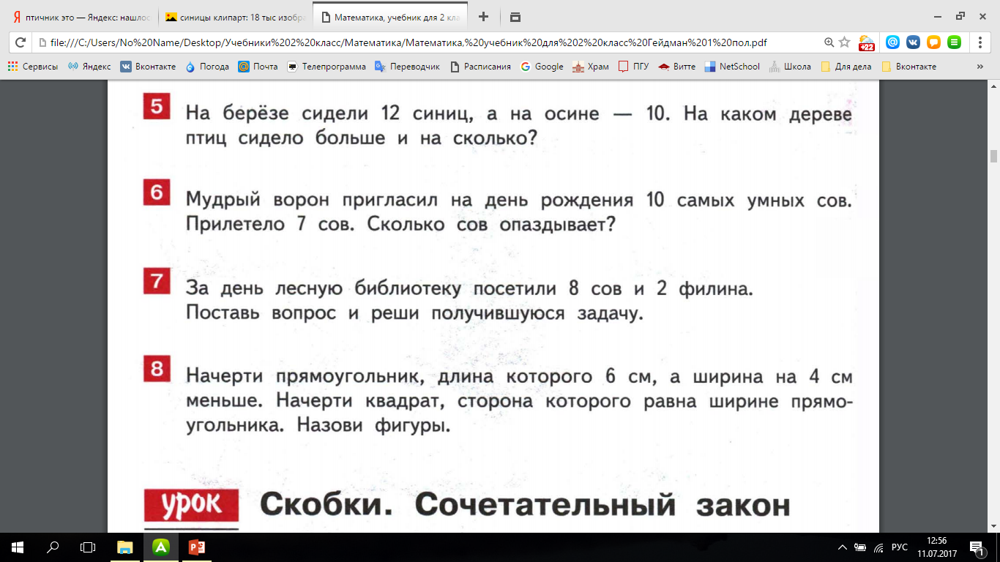 птичник это — Яндекс: нашлос
синицы клипарт: 18 тыс изобра
Математика, учебник для 2 кла
file:///C:/Users/No%20Name/Desktop/Учебники%202%20класс/Математика/Математика,%20учебник%20для%202%20класс%20Гейдман%201%20пол.pdf
+22
Сервисы Яндекс Вконтакте Погода Почта Телепрограмма Переводчик Расписания Google Храм ПГУ Витте NetSchool Школа Для дела Вконтакте »
5 На берёзе сидели 12 синиц, а на осине — 10. На каком дереве
птиц сидело больше и на сколько?
6 Мудрый ворон пригласил на день рождения 10 самых умных сов.
Прилетело 7 сов. Сколько сов опаздывает?
7 За день лесную библиотеку посетили 8 сов и 2 филина.
Поставь вопрос и реши получившуюся задачу.
8 Начерти прямоугольник, длина которого 6 см, а ширина на 4 см
меньше. Начерти квадрат, сторона которого равна ширине прямо-
угольника. Назови фигуры.
урок Скобки. Сочетательный закон
РУС
12:56
11.07.2017
1